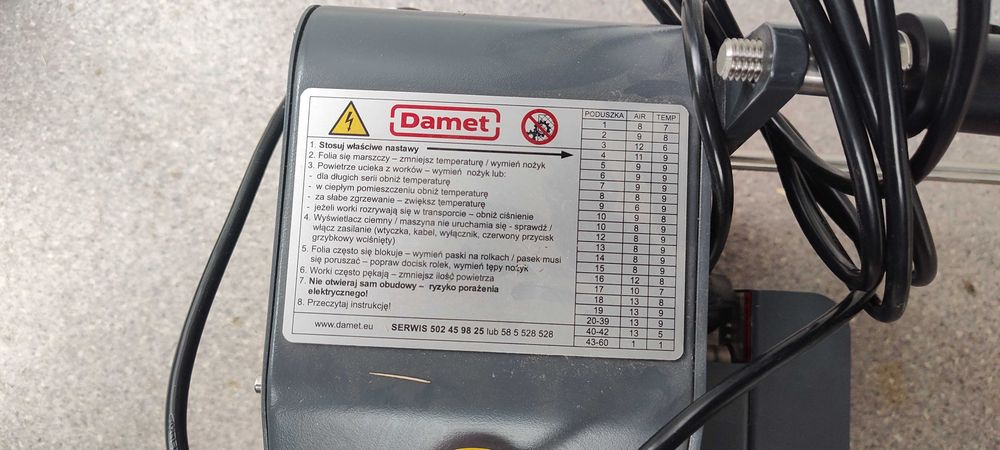 Damet
1. Stosuj właściwe nastawy
2. Folia się marszczy – zmniejsz temperaturę / wymień nożyk
3. Powietrze ucieka z worków – wymień nożyk lub:
- dla długich serii obniż temperaturę
- w ciepłym pomieszczeniu obniż temperaturę
- za słabe zgrzewanie – zwiększ temperaturę
- jeżeli worki rozrywają się w transporcie – obniż ciśnienie
4. Wyświetlacz ciemny / maszyna nie uruchamia się - sprawdź /
włącz zasilanie (wtyczka, kabel, wyłącznik, czerwony przycisk
grzybkowy wciśnięty)
5. Folia często się blokuje – wymień paski na rolkach / pasek musi
się poruszać – popraw docisk rolek, wymień tępy nożyk
6. Worki często pękają – zmniejsz ilość powietrza
7. Nie otwieraj sam obudowy – ryzyko porażenia
elektrycznego!
8. Przeczytaj instrukcję!
www.damet.eu SERWIS 502 45 98 25 lub 58 5 528 528
PODUSZKA AIR TEMP
1 8 7
2 9 8
3 12 6
4 11 9
5 9 9
6 9 9
7 9 9
8 8 9
9 6 9
10 9 8
10 8 9
12 8 9
13 8 9
14 8 9
15 8 9
16 12 8
17 10 7
18 13 8
19 13 9
20-39 13 9
40-42 13 5
43-60 1 1